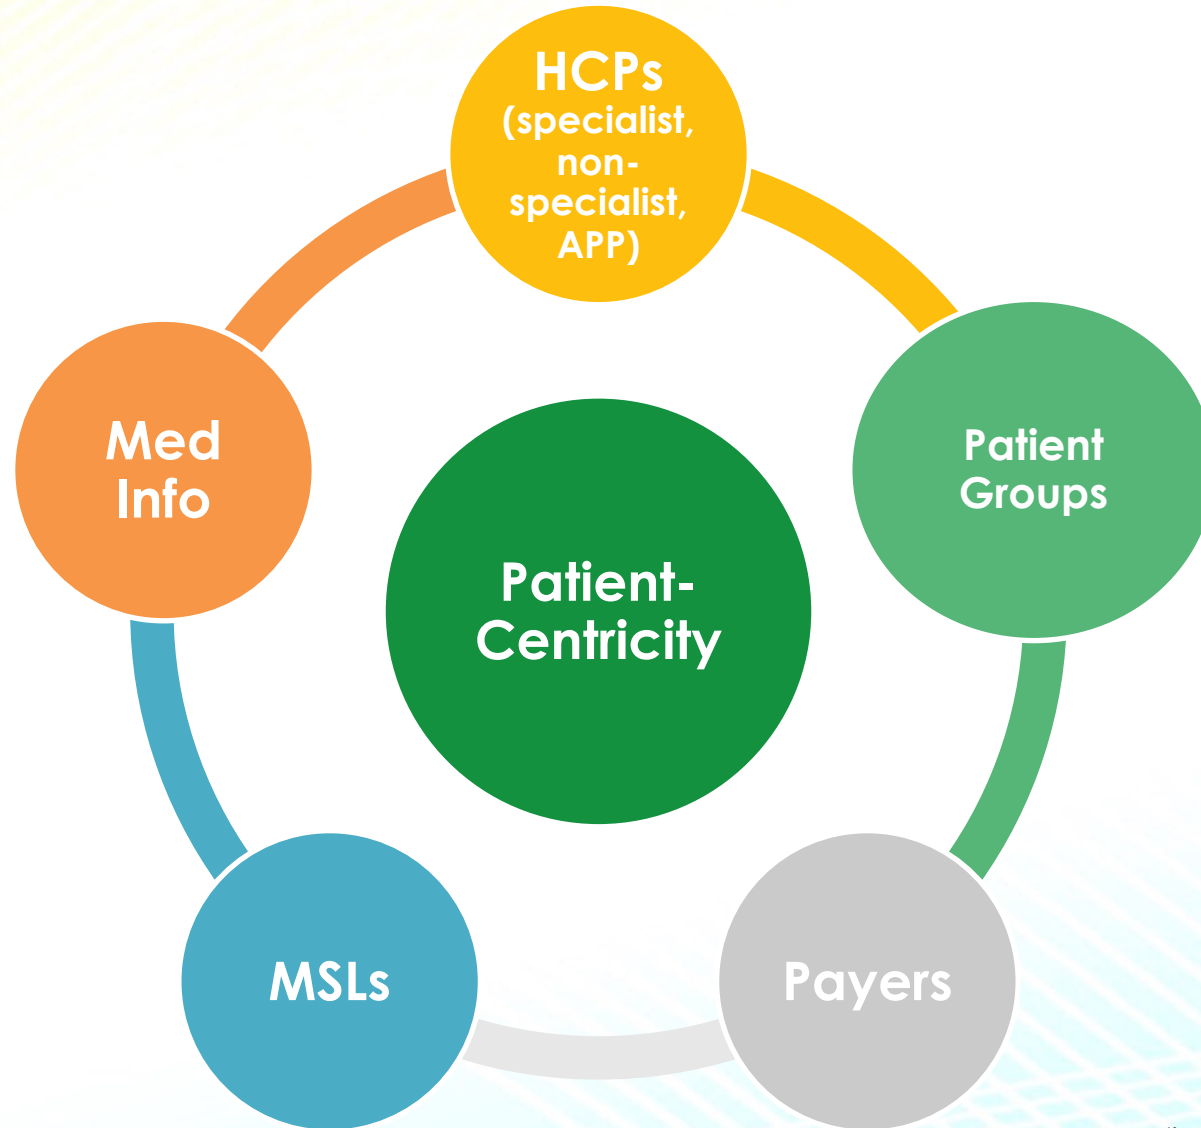 HCPs
(specialist,
non-
specialist,
APP)
Patient
Groups
Med
Info
Patient-
Centricity
MSLs
Payers